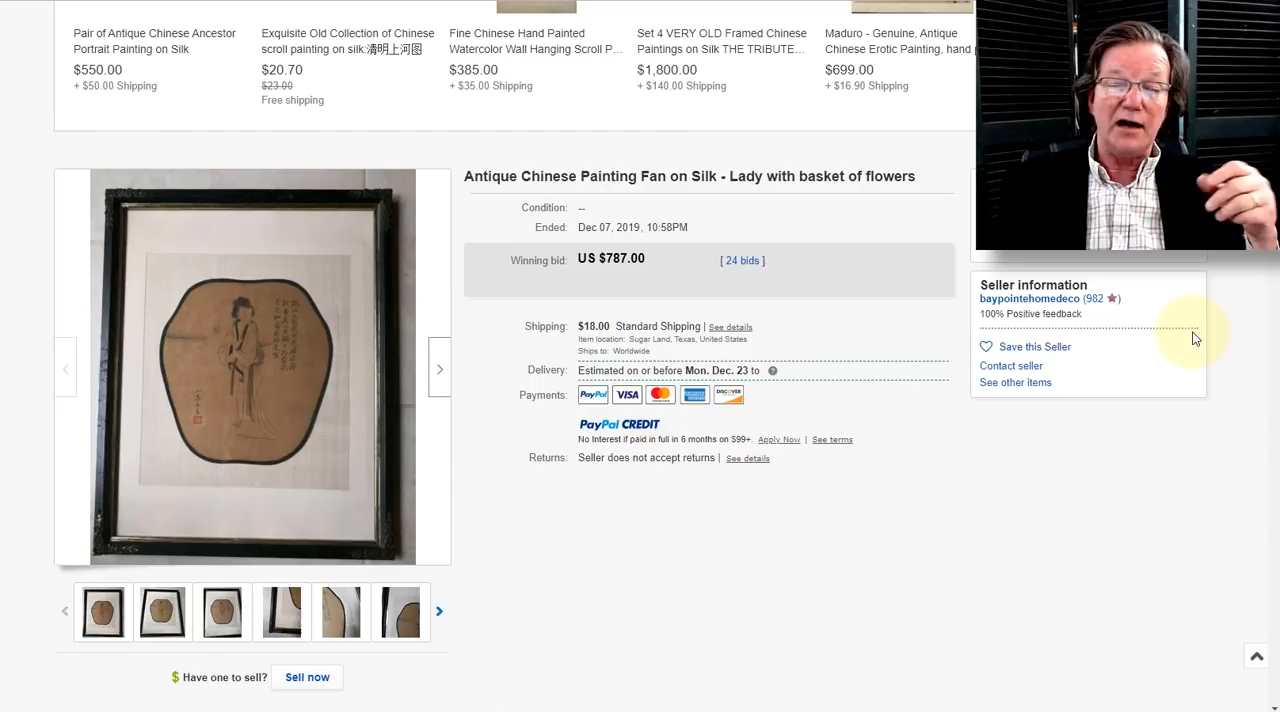 Pair of Antique Chinese Ancestor
Portrait Painting on Silk
$550.00
+ $50.00 Shipping
Exquisite Old Collection of Chinese
scroll painting on silk:清明上河图
$20.70
$23.00
Free shipping
Fine Chinese Hand Painted
Watercolor Wall Hanging Scroll P...
$385.00
+ $35.00 Shipping
Set 4 VERY OLD Framed Chinese
Paintings on Silk THE TRIBUTE...
$1,800.00
+ $140.00 Shipping
Maduro - Genuine, Antique
Chinese Erotic Painting, hand
$699.00
+ $16.90 Shipping
Antique Chinese Painting Fan on Silk - Lady with basket of flowers
Condition: --
Ended: Dec 07, 2019 , 10:58PM
Winning bid: US $787.00 [ 24 bids ]
Shipping: $18.00 Standard Shipping | See details
Item location: Sugar Land, Texas, United States
Ships to: Worldwide
Delivery: Estimated on or before Mon. Dec. 23 to
Payments: PayPal VISA MasterCard AMERICAN EXPRESS DISCOVER
PayPal CREDIT
No Interest if paid in full in 6 months on $99+. Apply Now | See terms
Returns: Seller does not accept returns | See details
Seller information
baypointehomedeco (982 )
100% Positive feedback
Save this Seller
Contact seller
See other items
$ Have one to sell? Sell now